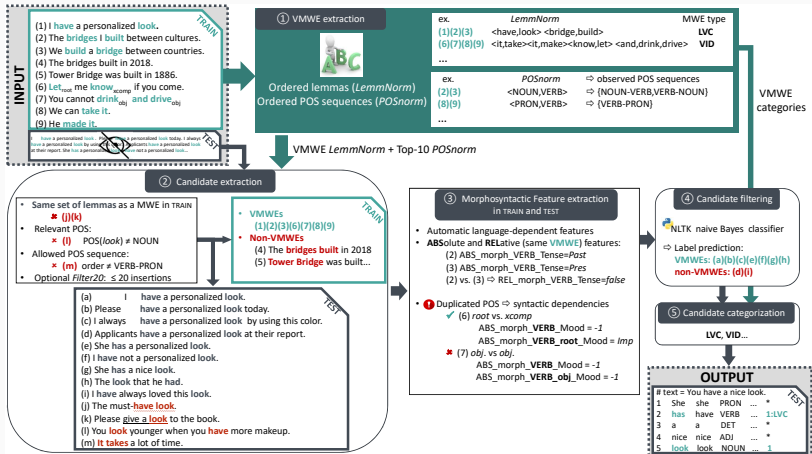 INPUT
TRAIN
(1) I have a personalized look.
(2) The bridges I built between cultures.
(3) We build a bridge between countries.
(4) The bridges built in 2018.
(5) Tower Bridge was built in 1886.
(6) Let_root me know_xcomp if you come.
(7) You cannot drink_obj and drive_obj
(8) We can take it.
(9) He made it.
TEST
① VMWE extraction
ABC
Ordered lemmas (LemmNorm)
Ordered POS sequences (POSnorm)
ex. LemmNorm MWE type
(1)(2)(3) <have,look> <bridge,build> LVC
(6)(7)(8)(9) <it,take><it,make><know,let> <and,drink,drive> VID
...
ex. POSnorm ⇨ observed POS sequences
(2)(3) <NOUN,VERB> ⇨ {NOUN-VERB,VERB-NOUN}
(8)(9) <PRON,VERB> ⇨ {VERB-PRON}
...
VMWE
categories
VMWE LemmNorm + Top-10 POSnorm
② Candidate extraction
• Same set of lemmas as a MWE in TRAIN
✖ (j)(k)
• Relevant POS:
✖ (l) POS(look) ≠ NOUN
• Allowed POS sequence:
✖ (m) order ≠ VERB-PRON
• Optional Filter20: ≤ 20 insertions
TRAIN
• VMWEs
(1)(2)(3)(6)(7)(8)(9)
• Non-VMWEs
(4) The bridges built in 2018
(5) Tower Bridge was built...
TEST
(a) I have a personalized look.
(b) Please have a personalized look today.
(c) I always have a personalized look by using this color.
(d) Applicants have a personalized look at their report.
(e) She has a personalized look.
(f) I have not a personalized look.
(g) She has a nice look.
(h) The look that he had.
(i) I have always loved this look.
(j) The must-have look.
(k) Please give a look to the book.
(l) You look younger when you have more makeup.
(m) It takes a lot of time.
③ Morphosyntactic Feature extraction
in TRAIN and TEST
• Automatic language-dependent features
• ABSolute and RELative (same VMWE) features:
(2) ABS_morph_VERB_Tense=Past
(3) ABS_morph_VERB_Tense=Pres
(2) vs. (3) ⇨ REL_morph_VERB_Tense=false
• ! Duplicated POS ⇨ syntactic dependencies
✓ (6) root vs. xcomp
ABS_morph_VERB_Mood = -1
ABS_morph_VERB_root_Mood = Imp
✖ (7) obj. vs obj.
ABS_morph_VERB_Mood = -1
ABS_morph_VERB_obj_Mood = -1
④ Candidate filtering
NLTK naive Bayes classifier
⇨ Label prediction:
VMWEs: (a)(b)(c)(e)(f)(g)(h)
non-VMWEs: (d)(i)
⑤ Candidate categorization
LVC, VID...
OUTPUT
TEST
# text = You have a nice look.
1 She she PRON ... *
2 has have VERB ... 1:LVC
3 a a DET ... *
4 nice nice ADJ ... *
5 look look NOUN ... 1